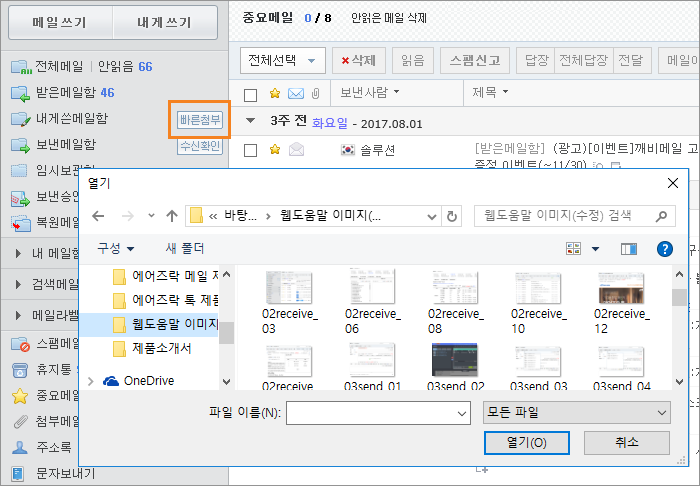 메일쓰기 내게쓰기
중요메일 0 / 8 안읽은 메일 삭제
전체메일 | 안읽음 66
받은메일함 46
내게쓴메일함 빠른첨부
보낸메일함 수신확인
임시보관함
보낸승인
복원메일
내 메일함
검색메일
메일라벨
스팸메일
휴지통
중요메일
첨부메일
주소록
문자보내기
전체선택 삭제 읽음 스팸신고 답장 전체답장 전달 메일이
보낸사람 제목
3주 전 화요일 - 2017.08.01
솔루션 [받은메일함] (광고)[이벤트]깨비메일 고
증정 이벤트(~11/30)
열기
« 바탕... › 웹도움말 이미지(... 웹도움말 이미지(수정) 검색
구성 새 폴더
에어즈락 메일 제
에어즈락 톡 제품
웹도움말 이미지
제품소개서
OneDrive
02receive_03
02receive_06
02receive_08
02receive_10
02receive_12
02receive
03send_01
03send_02
03send_03
03send_04
파일 이름(N): 모든 파일
열기(O) 취소